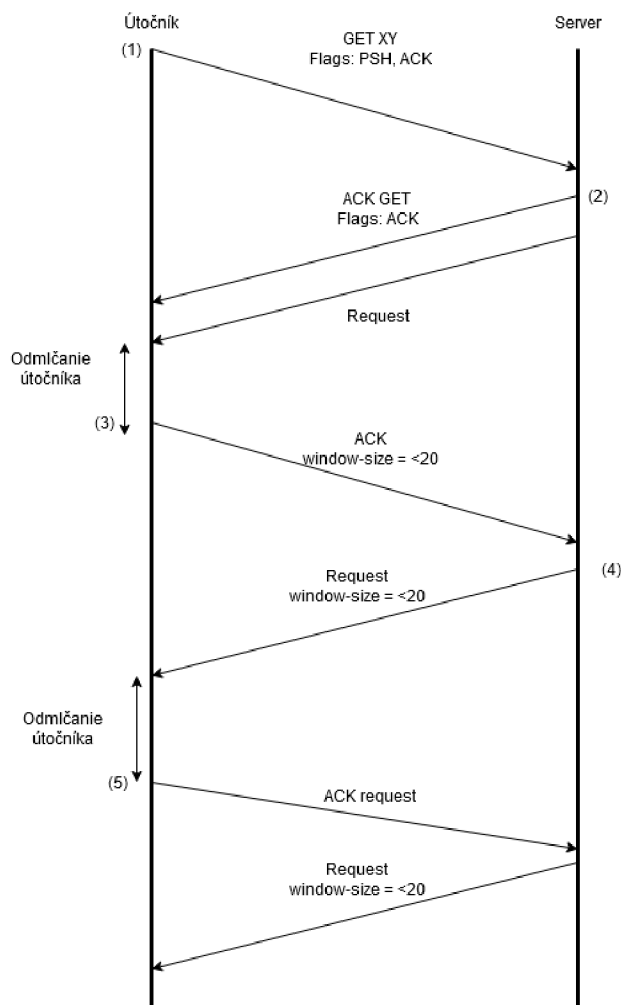 Útočník
Server
(1)
GET XY
Flags: PSH, ACK
(2)
ACK GET
Flags: ACK
Request
Odmlčanie
útočníka
(3)
ACK
window-size = <20
(4)
Request
window-size = <20
Odmlčanie
útočníka
(5)
ACK request
Request
window-size = <20